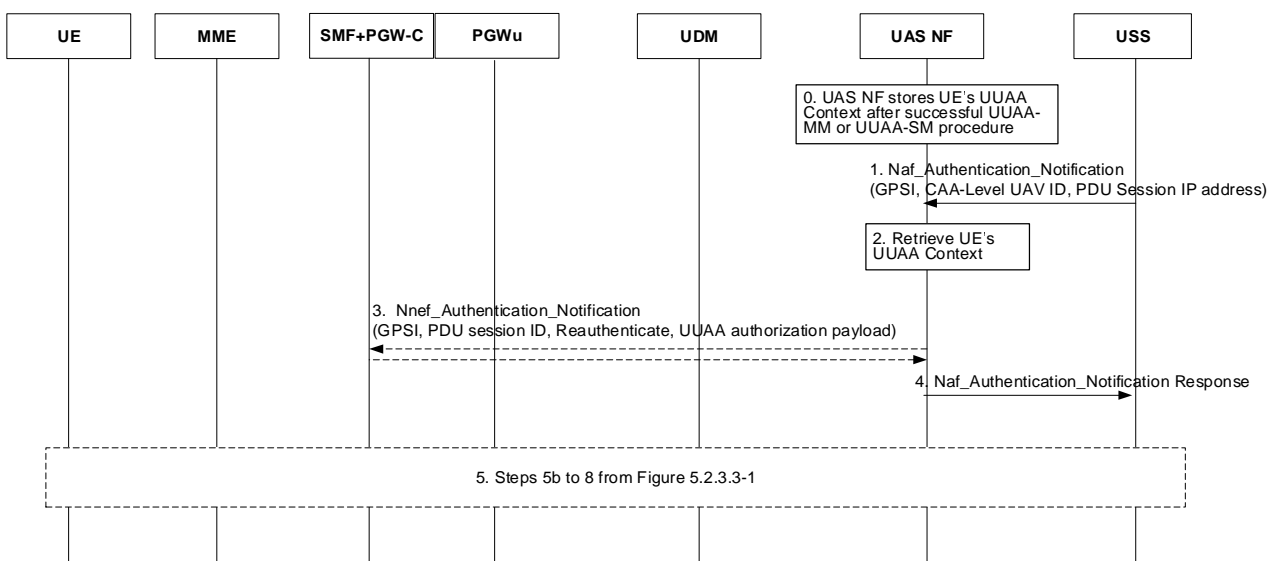 UE
MME
SMF+PGW-C
PGWu
UDM
UAS NF
USS
0. UAS NF stores UE's UUAA
Context after successful UUAA-
MM or UUAA-SM procedure
1. Naf_Authentication_Notification
(GPSI, CAA-Level UAV ID, PDU Session IP address)
2. Retrieve UE's
UUAA Context
3. Nnef_Authentication_Notification
(GPSI, PDU session ID, Reauthenticate, UUAA authorization payload)
4. Naf_Authentication_Notification Response
5. Steps 5b to 8 from Figure 5.2.3.3-1